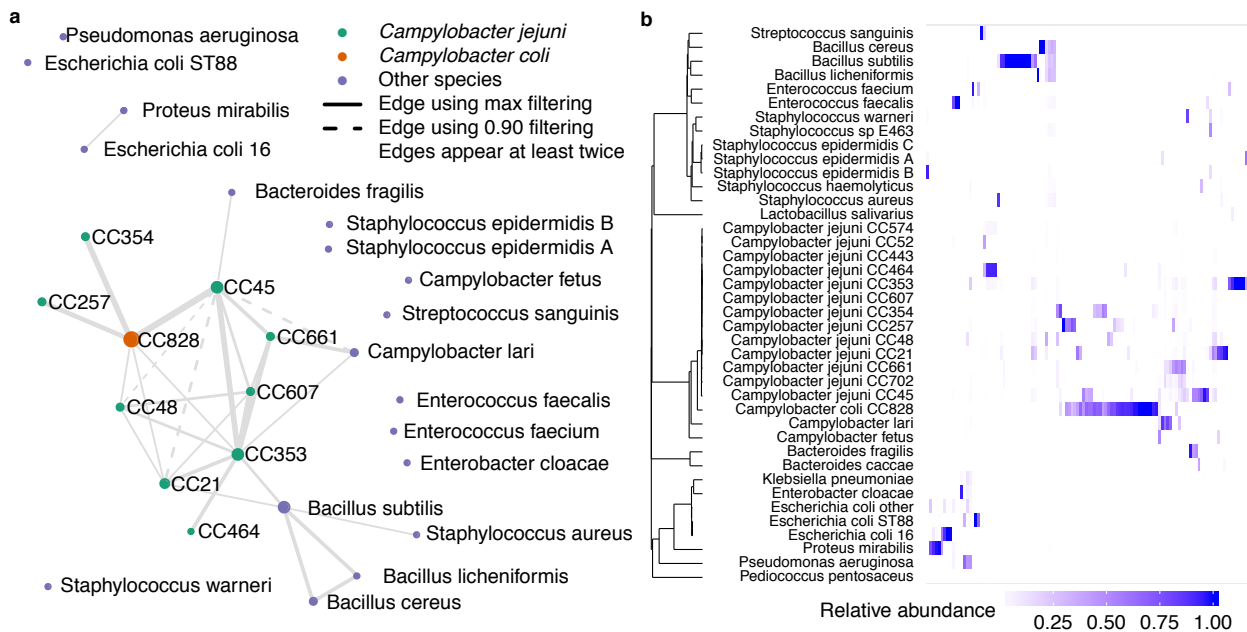 a
Pseudomonas aeruginosa
Escherichia coli ST88
Proteus mirabilis
Escherichia coli 16
Campylobacter jejuni
Campylobacter coli
Other species
Edge using max filtering
Edge using 0.90 filtering
Edges appear at least twice
Bacteroides fragilis
Staphylococcus epidermidis B
Staphylococcus epidermidis A
Campylobacter fetus
Streptococcus sanguinis
CC354
CC45
CC257
CC828
CC661
Campylobacter lari
CC607
CC48
Enterococcus faecalis
Enterococcus faecium
Enterobacter cloacae
CC353
CC21
CC464
Bacillus subtilis
Staphylococcus aureus
Bacillus licheniformis
Bacillus cereus
Staphylococcus warneri
b
Streptococcus sanguinis
Bacillus cereus
Bacillus subtilis
Bacillus licheniformis
Enterococcus faecium
Enterococcus faecalis
Staphylococcus warneri
Staphylococcus sp E463
Staphylococcus epidermidis C
Staphylococcus epidermidis A
Staphylococcus epidermidis B
Staphylococcus haemolyticus
Staphylococcus aureus
Lactobacillus salivarius
Campylobacter jejuni CC574
Campylobacter jejuni CC52
Campylobacter jejuni CC443
Campylobacter jejuni CC464
Campylobacter jejuni CC353
Campylobacter jejuni CC607
Campylobacter jejuni CC354
Campylobacter jejuni CC257
Campylobacter jejuni CC48
Campylobacter jejuni CC21
Campylobacter jejuni CC661
Campylobacter jejuni CC702
Campylobacter jejuni CC45
Campylobacter coli CC828
Campylobacter lari
Campylobacter fetus
Bacteroides fragilis
Bacteroides caccae
Klebsiella pneumoniae
Enterobacter cloacae
Escherichia coli other
Escherichia coli ST88
Escherichia coli 16
Proteus mirabilis
Pseudomonas aeruginosa
Pediococcus pentosaceus
Relative abundance
0.25 0.50 0.75 1.00